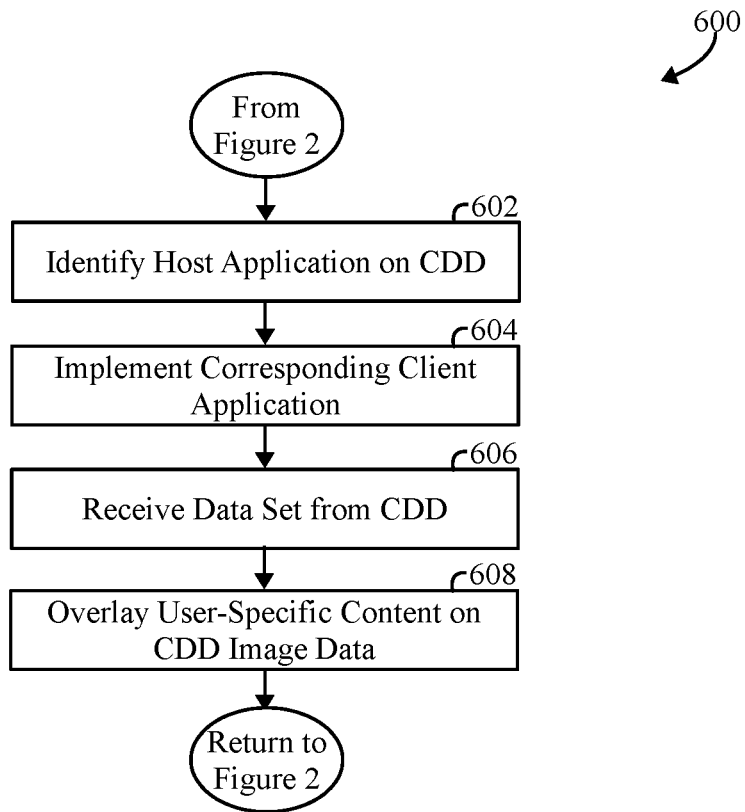 600
From
Figure 2
602
Identify Host Application on CDD
604
Implement Corresponding Client
Application
606
Receive Data Set from CDD
608
Overlay User-Specific Content on
CDD Image Data
Return to
Figure 2